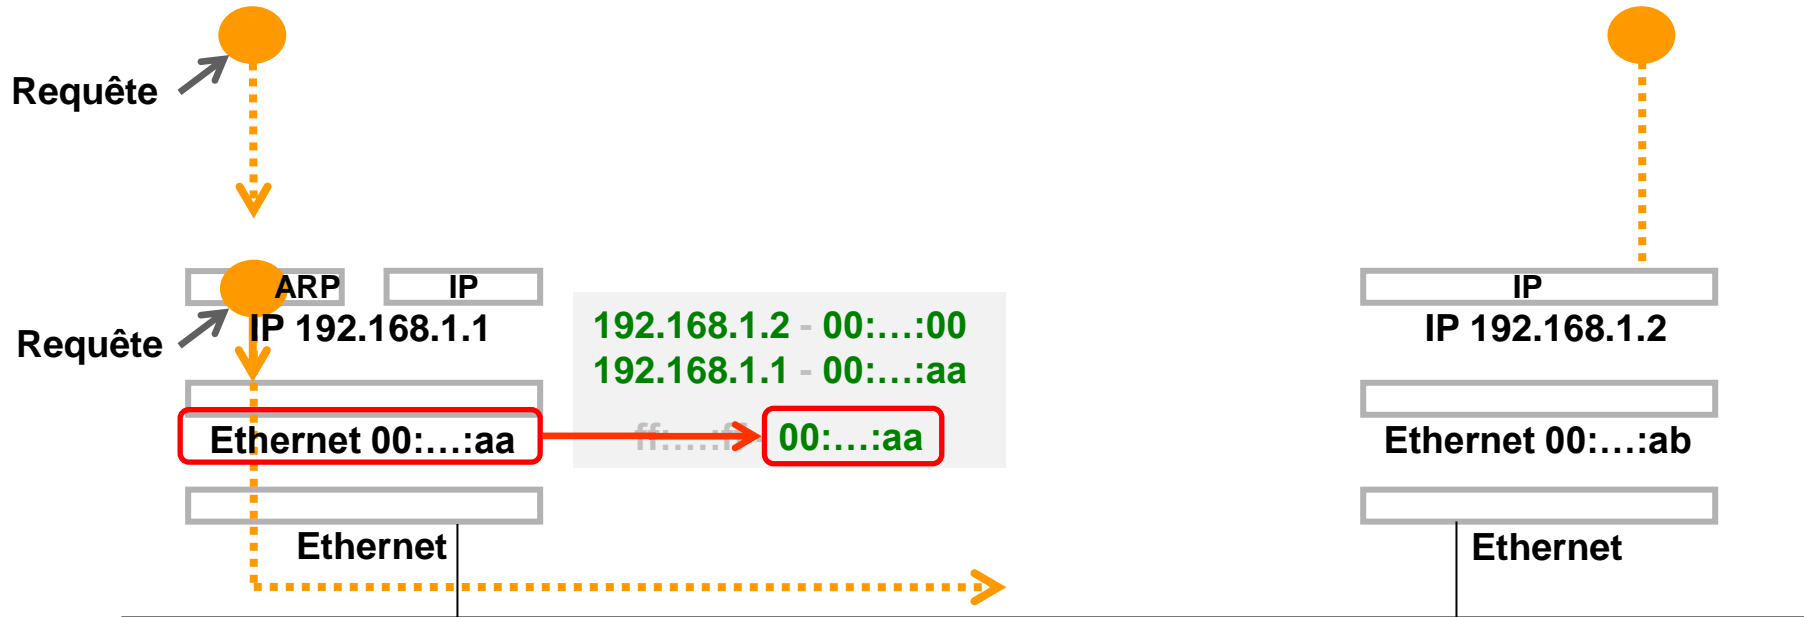 Requête
ARP
IP
IP 192.168.1.1
Requête
192.168.1.2 - 00:…:00
192.168.1.1 - 00:…:aa
Ethernet 00:…:aa
00:…:aa
Ethernet
IP
IP 192.168.1.2
Ethernet 00:…:ab
Ethernet